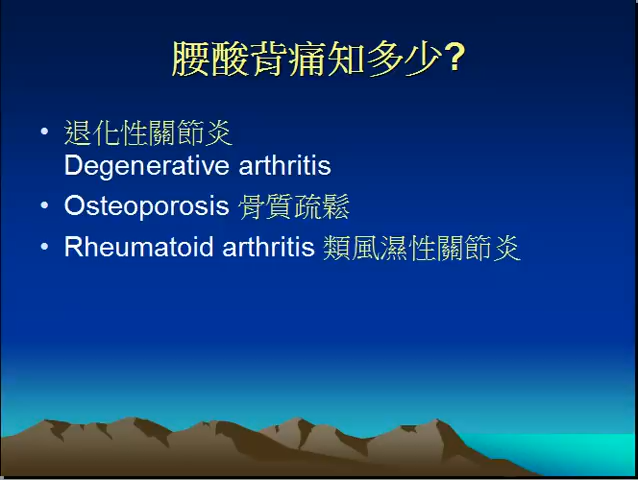 腰酸背痛知多少?
• 退化性關節炎
Degenerative arthritis
• Osteoporosis 骨質疏鬆
• Rheumatoid arthritis 類風濕性關節炎